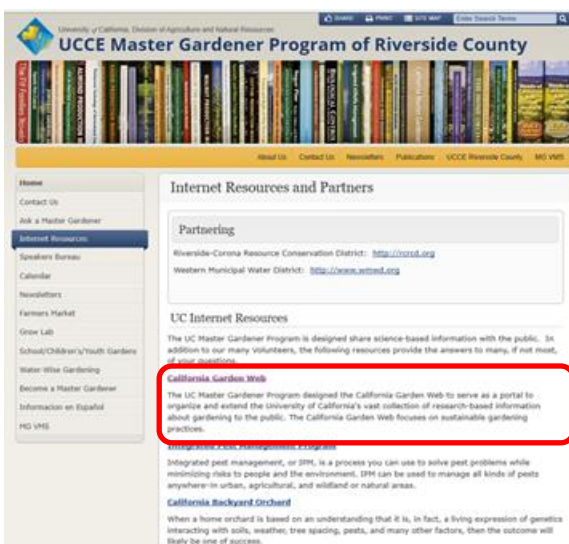 SHARE PRINT SITE MAP Enter Search Terms
University of California, Division of Agriculture and Natural Resources
UCCE Master Gardener Program of Riverside County
About Us Contact Us Newsletters Publications UCCE Riverside County MG VMS
Home
Contact Us
Ask a Master Gardener
Internet Resources
Speakers Bureau
Calendar
Newsletters
Farmers Market
Grow Lab
School/Children's/Youth Gardens
Water Wise Gardening
Become a Master Gardener
Informacion en Español
MG VMS
Internet Resources and Partners
Partnering
Riverside-Corona Resource Conservation District: http://rcrcd.org
Western Municipal Water District: http://www.wmwd.org
UC Internet Resources
The UC Master Gardener Program is designed share science-based information with the public. In
addition to our many Volunteers, the following resources provide the answers to many, if not most,
of your questions.
California Garden Web
The UC Master Gardener Program designed the California Garden Web to serve as a portal to
organize and extend the University of California's vast collection of research-based information
about gardening to the public. The California Garden Web focuses on sustainable gardening
practices.
Integrated Pest Management Program
Integrated pest management, or IPM, is a process you can use to solve pest problems while
minimizing risks to people and the environment. IPM can be used to manage all kinds of pests
anywhere-in urban, agricultural, and wildland or natural areas.
California Backyard Orchard
When a home orchard is based on an understanding that it is, in fact, a living expression of genetics
interacting with soils, weather, tree spacing, pests, and many other factors, then the outcome will
likely be one of success.